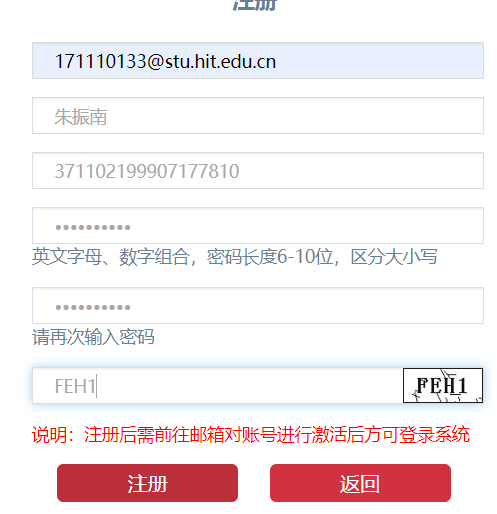 注册
171110133@stu.hit.edu.cn
朱振南
371102199907177810
••••••••••
英文字母、数字组合，密码长度6-10位，区分大小写
••••••••••
请再次输入密码
FEH1 FEH1
说明：注册后需前往邮箱对账号进行激活后方可登录系统
注册 返回